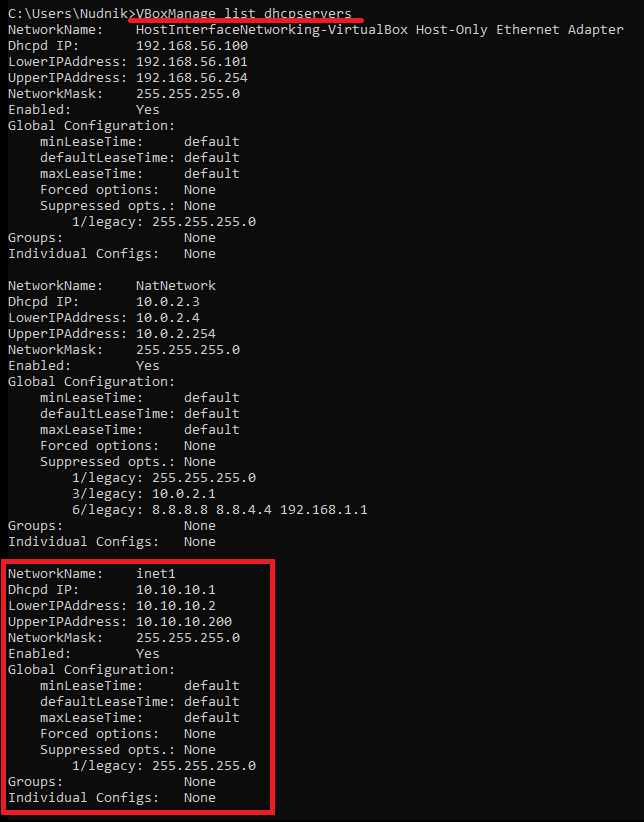 C:\Users\Nudnik>VBoxManage list dhcpservers
NetworkName:    HostInterfaceNetworking-VirtualBox Host-Only Ethernet Adapter
Dhcpd IP:       192.168.56.100
LowerIPAddress: 192.168.56.101
UpperIPAddress: 192.168.56.254
NetworkMask:    255.255.255.0
Enabled:        Yes
Global Configuration:
    minLeaseTime:     default
    defaultLeaseTime: default
    maxLeaseTime:     default
    Forced options:   None
    Suppressed opts.: None
        1/legacy: 255.255.255.0
Groups:               None
Individual Configs:   None

NetworkName:    NatNetwork
Dhcpd IP:       10.0.2.3
LowerIPAddress: 10.0.2.4
UpperIPAddress: 10.0.2.254
NetworkMask:    255.255.255.0
Enabled:        Yes
Global Configuration:
    minLeaseTime:     default
    defaultLeaseTime: default
    maxLeaseTime:     default
    Forced options:   None
    Suppressed opts.: None
        1/legacy: 255.255.255.0
        3/legacy: 10.0.2.1
        6/legacy: 8.8.8.8 8.8.4.4 192.168.1.1
Groups:               None
Individual Configs:   None

NetworkName:    inet1
Dhcpd IP:       10.10.10.1
LowerIPAddress: 10.10.10.2
UpperIPAddress: 10.10.10.200
NetworkMask:    255.255.255.0
Enabled:        Yes
Global Configuration:
    minLeaseTime:     default
    defaultLeaseTime: default
    maxLeaseTime:     default
    Forced options:   None
    Suppressed opts.: None
        1/legacy: 255.255.255.0
Groups:               None
Individual Configs:   None